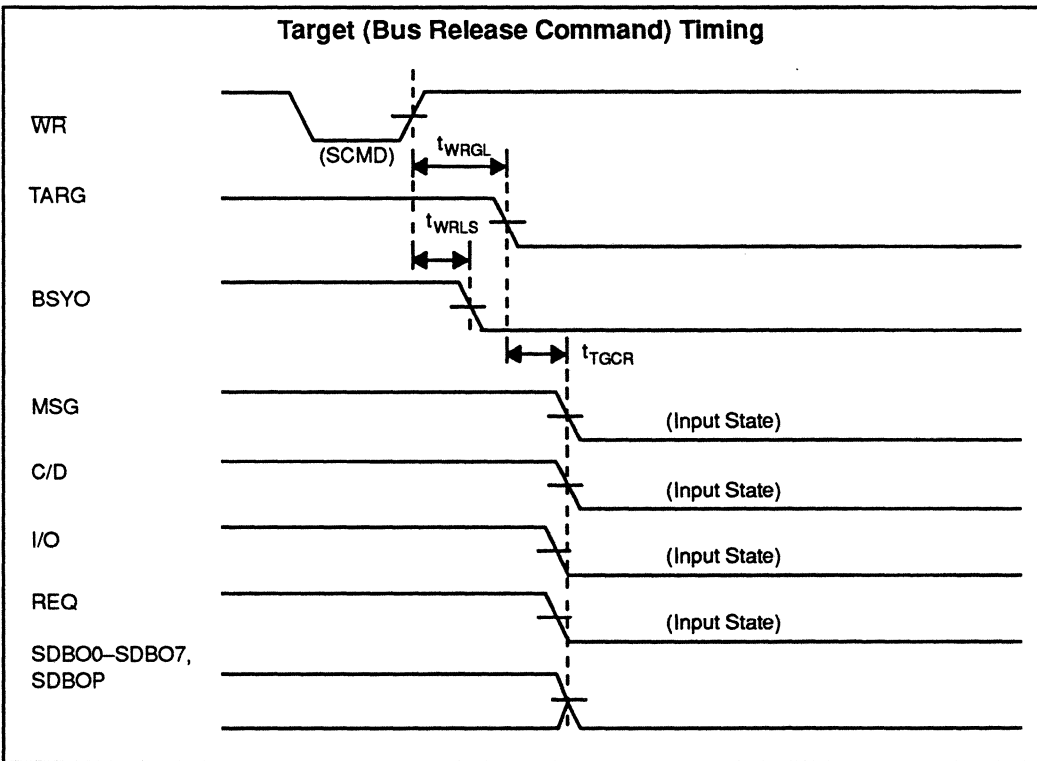 Target (Bus Release Command) Timing
W̅R̅
(SCMD)
tWRGL
TARG
tWRLS
BSYO
tTGCR
MSG
(Input State)
C/D
(Input State)
I/O
(Input State)
REQ
(Input State)
SDBO0–SDBO7,
SDBOP